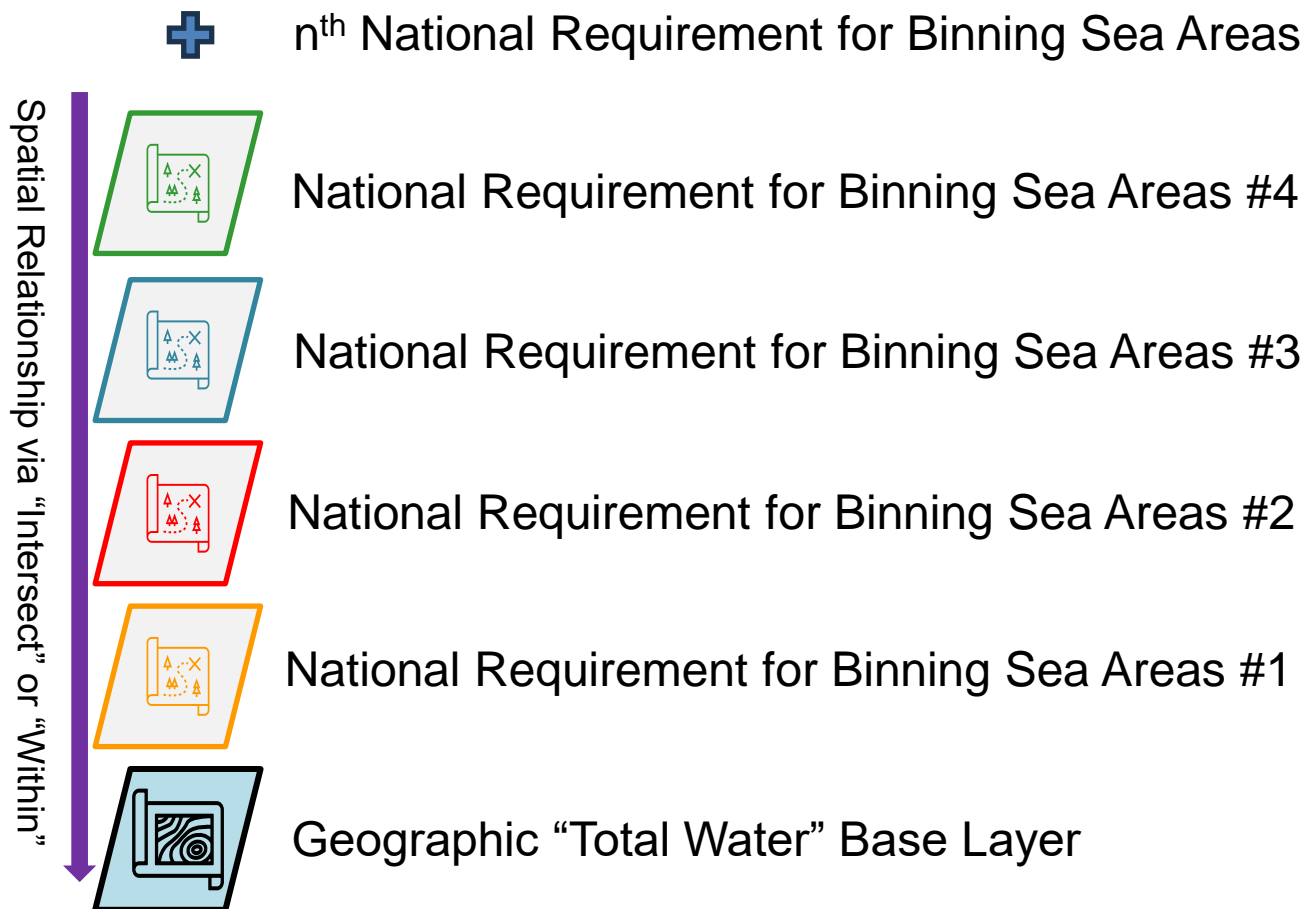 nth National Requirement for Binning Sea Areas
Spatial Relationship via “Intersect” or “Within”
National Requirement for Binning Sea Areas #4
National Requirement for Binning Sea Areas #3
National Requirement for Binning Sea Areas #2
National Requirement for Binning Sea Areas #1
Geographic “Total Water” Base Layer